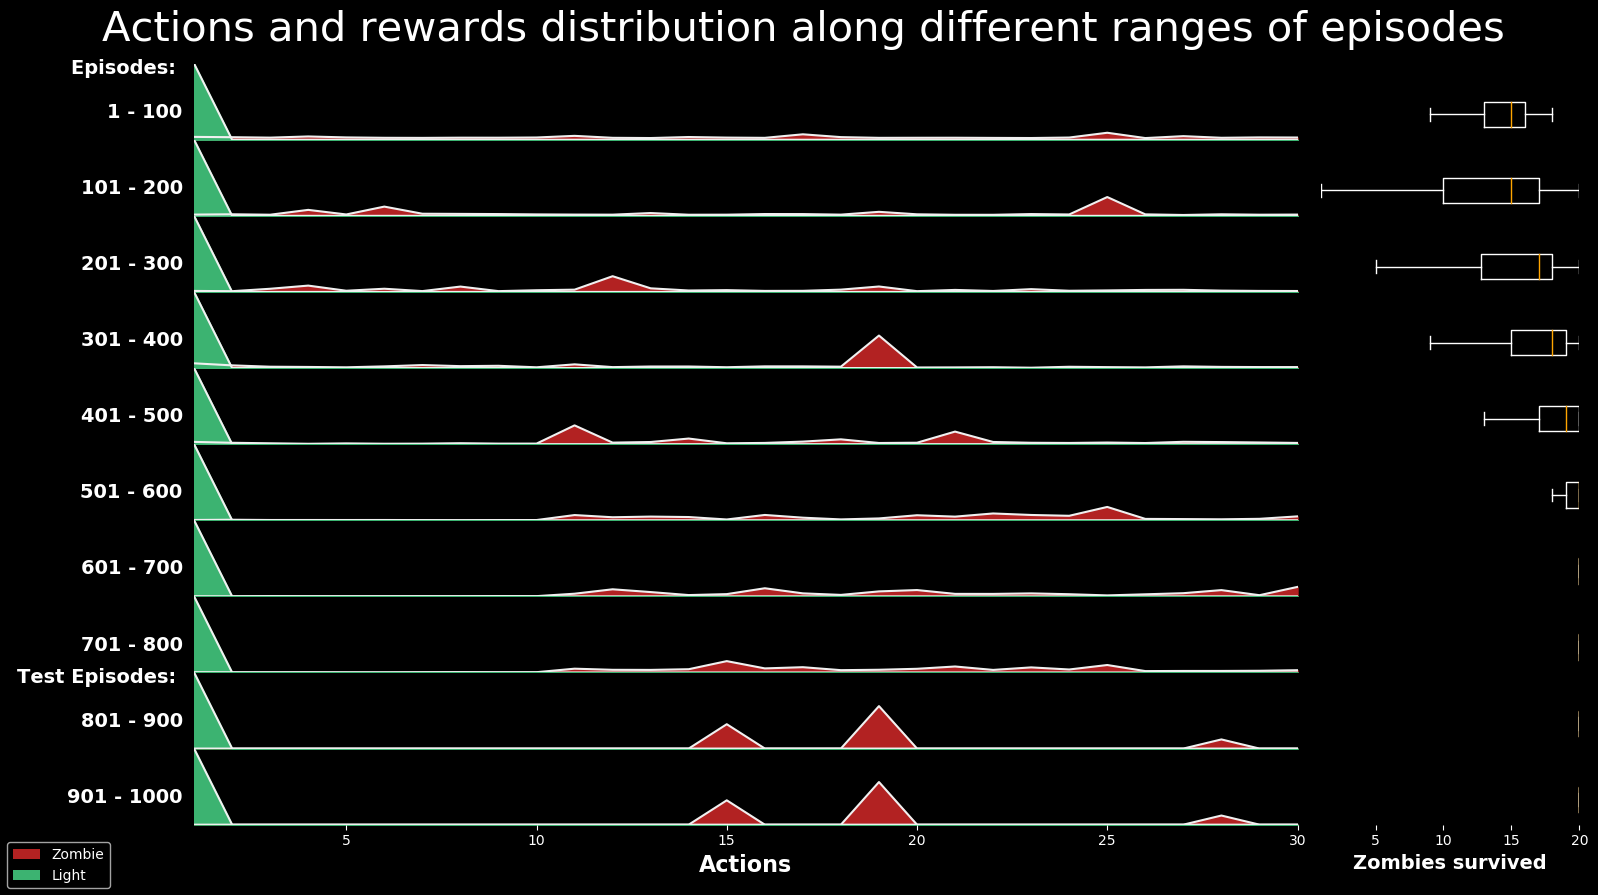 Actions and rewards distribution along different ranges of episodes
Episodes:
1 - 100
101 - 200
201 - 300
301 - 400
401 - 500
501 - 600
601 - 700
701 - 800
Test Episodes:
801 - 900
901 - 1000
5 10 15 20 25 30
5 10 15 20
Actions
Zombies survived
Zombie
Light